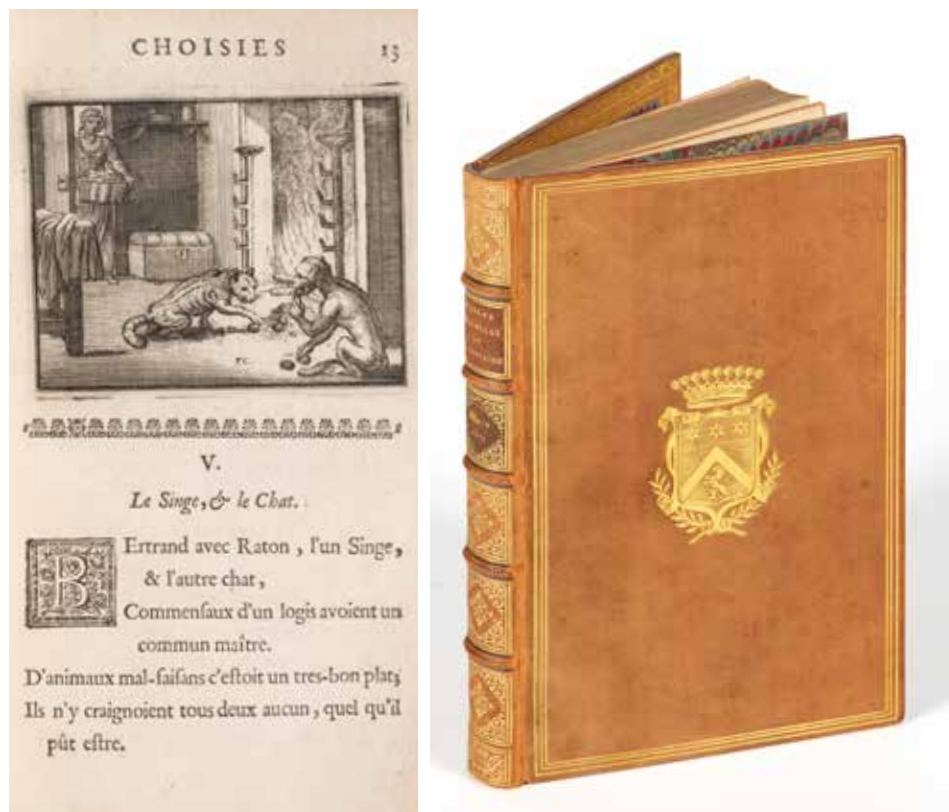 CHOISIES 13
F.C.
V.
Le Singe, & le Chat.
BErtrand avec Raton, l'un Singe,
& l'autre chat,
Commenſaux d'un logis avoient un
commun maître.
D'animaux mal-faiſans c'eſtoit un tres-bon plat;
Ils n'y craignoient tous deux aucun, quel qu'il
pût eſtre.